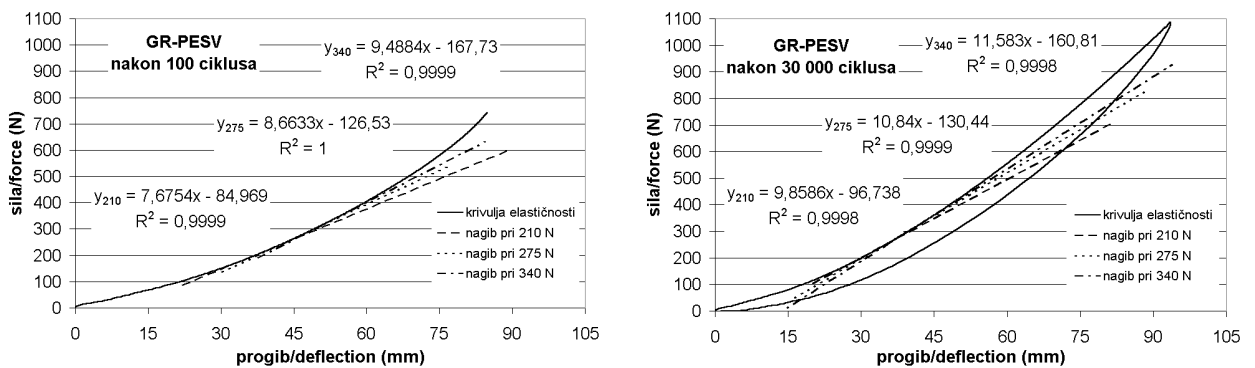 1100
1000
900
800
700
600
500
400
300
200
100
0
sila/force (N)
GR-PESV
nakon 100 ciklusa
y340 = 9,4884x - 167,73
R² = 0,9999
y275 = 8,6633x - 126,53
R² = 1
y210 = 7,6754x - 84,969
R² = 0,9999
krivulja elastičnosti
nagib pri 210 N
nagib pri 275 N
nagib pri 340 N
0 15 30 45 60 75 90 105
progib/deflection (mm)
1100
1000
900
800
700
600
500
400
300
200
100
0
sila/force (N)
GR-PESV
nakon 30 000 ciklusa
y340 = 11,583x - 160,81
R² = 0,9998
y275 = 10,84x - 130,44
R² = 0,9999
y210 = 9,8586x - 96,738
R² = 0,9998
krivulja elastičnosti
nagib pri 210 N
nagib pri 275 N
nagib pri 340 N
0 15 30 45 60 75 90 105
progib/deflection (mm)